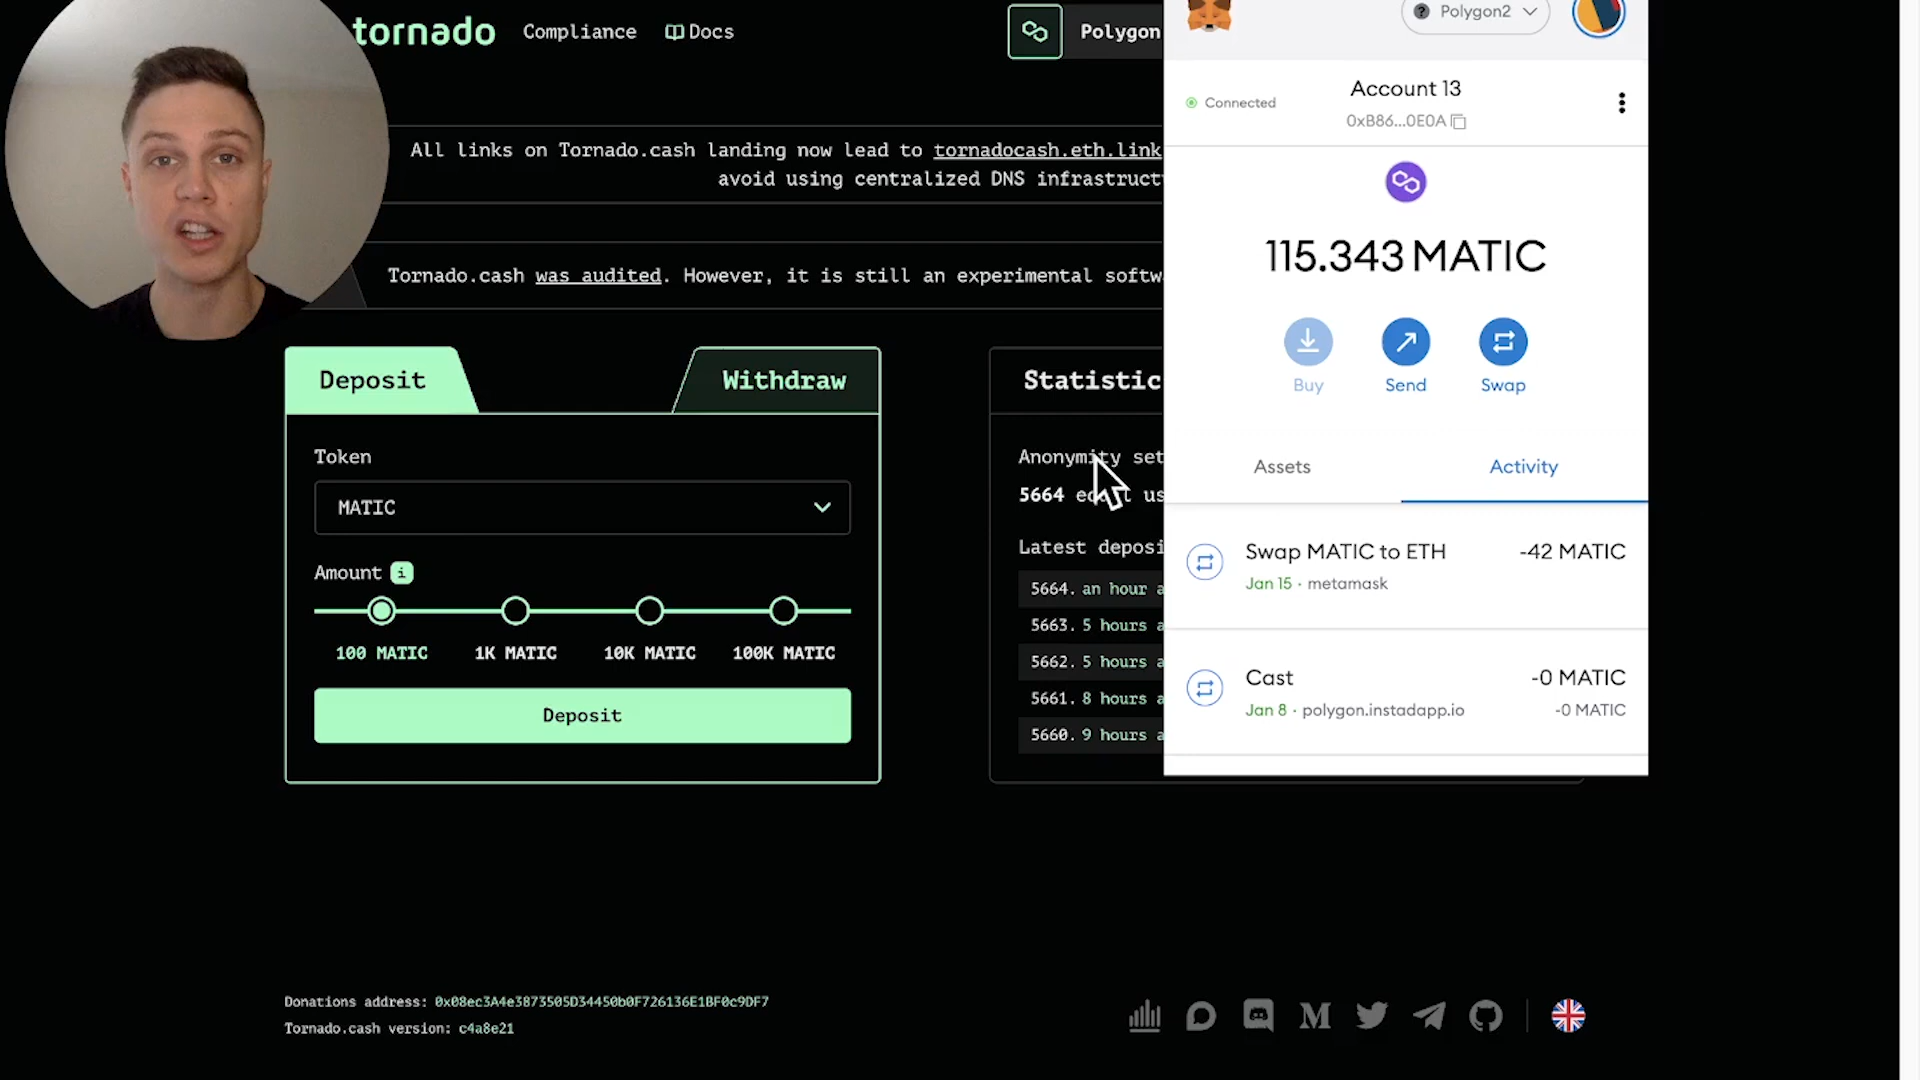 tornado
Compliance
Docs
Polygon
Polygon2
All links on Tornado.cash landing now lead to tornadocash.eth.link
avoid using centralized DNS
Tornado.cash was audited. However, it is still an experimental
Connected
Account 13
0xB86...0E0A
115.343 MATIC
Buy
Send
Swap
Assets
Activity
Swap MATIC to ETH
-42 MATIC
Jan 15 · metamask
Cast
-0 MATIC
Jan 8 · polygon.instadapp.io
-0 MATIC
Deposit
Withdraw
Token
MATIC
Amount i
100 MATIC
1K MATIC
10K MATIC
100K MATIC
Deposit
Anonymity set
5664
Latest
5664. an hour
5663. 5 hours
5662. 5 hours
5661. 8 hours
5660. 9 hours
Donations address: 0x08ec3A4e3873505D34450b0F726136E1BF0c9DF7
Tornado.cash version: c4a8e21